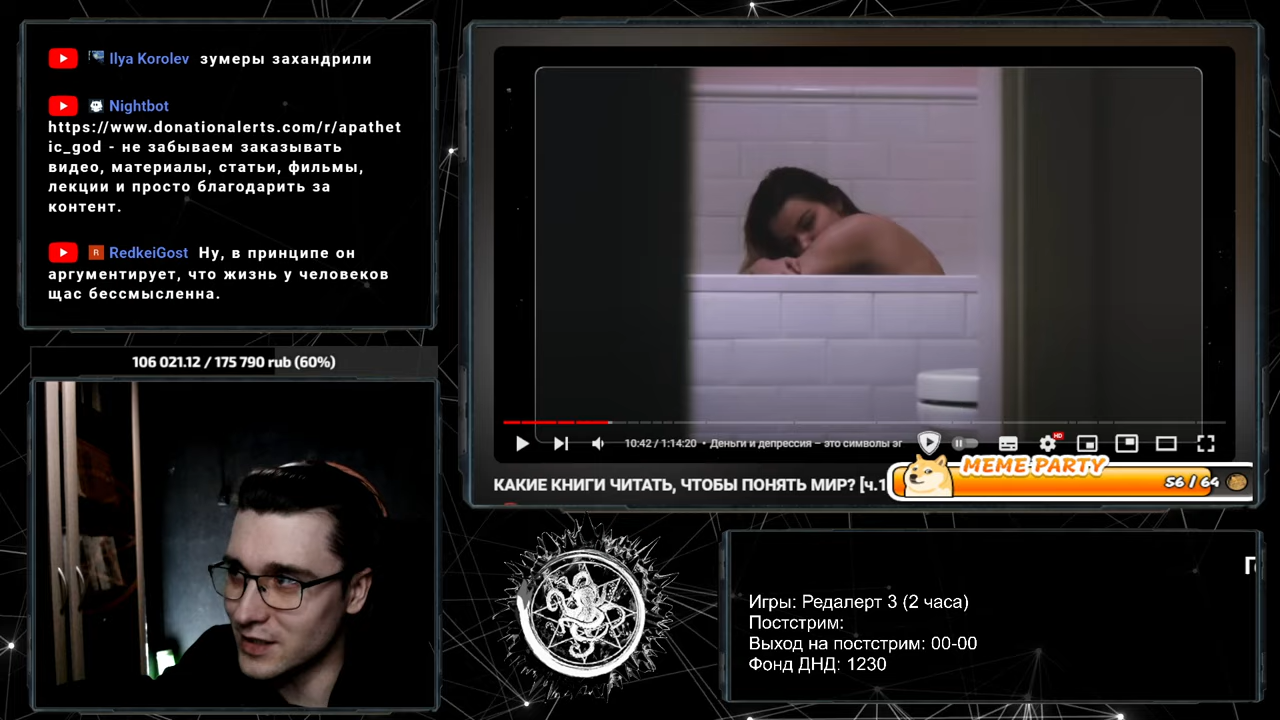 Ilya Korolev зумеры захандрили
Nightbot
https://www.donationalerts.com/r/apathet
ic_god - не забываем заказывать
видео, материалы, статьи, фильмы,
лекции и просто благодарить за
контент.
R RedkeiGost Ну, в принципе он
аргументирует, что жизнь у человеков
щас бессмысленна.
106 021.12 / 175 790 rub (60%)
10:42 / 1:14:20 • Деньги и депрессия – это символы эг
HD
MEME PARTY
56 / 64
КАКИЕ КНИГИ ЧИТАТЬ, ЧТОБЫ ПОНЯТЬ МИР? [ч.1
Игры: Редалерт 3 (2 часа)
Постстрим:
Выход на постстрим: 00-00
Фонд ДНД: 1230